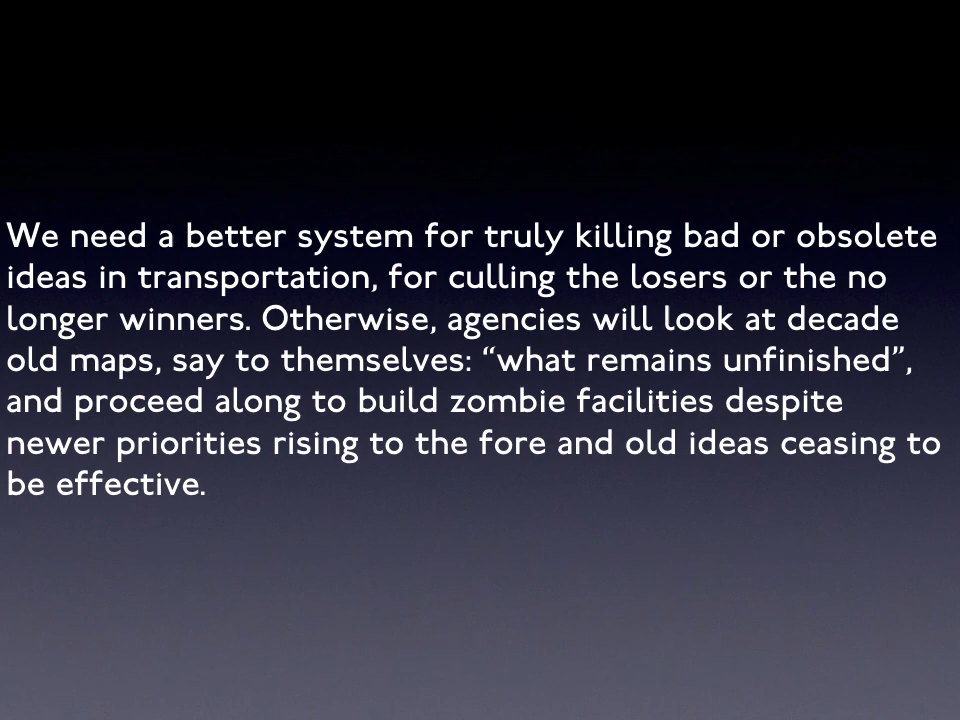 We need a better system for truly killing bad or obsolete
ideas in transportation, for culling the losers or the no
longer winners. Otherwise, agencies will look at decade
old maps, say to themselves: “what remains unfinished”,
and proceed along to build zombie facilities despite
newer priorities rising to the fore and old ideas ceasing to
be effective.